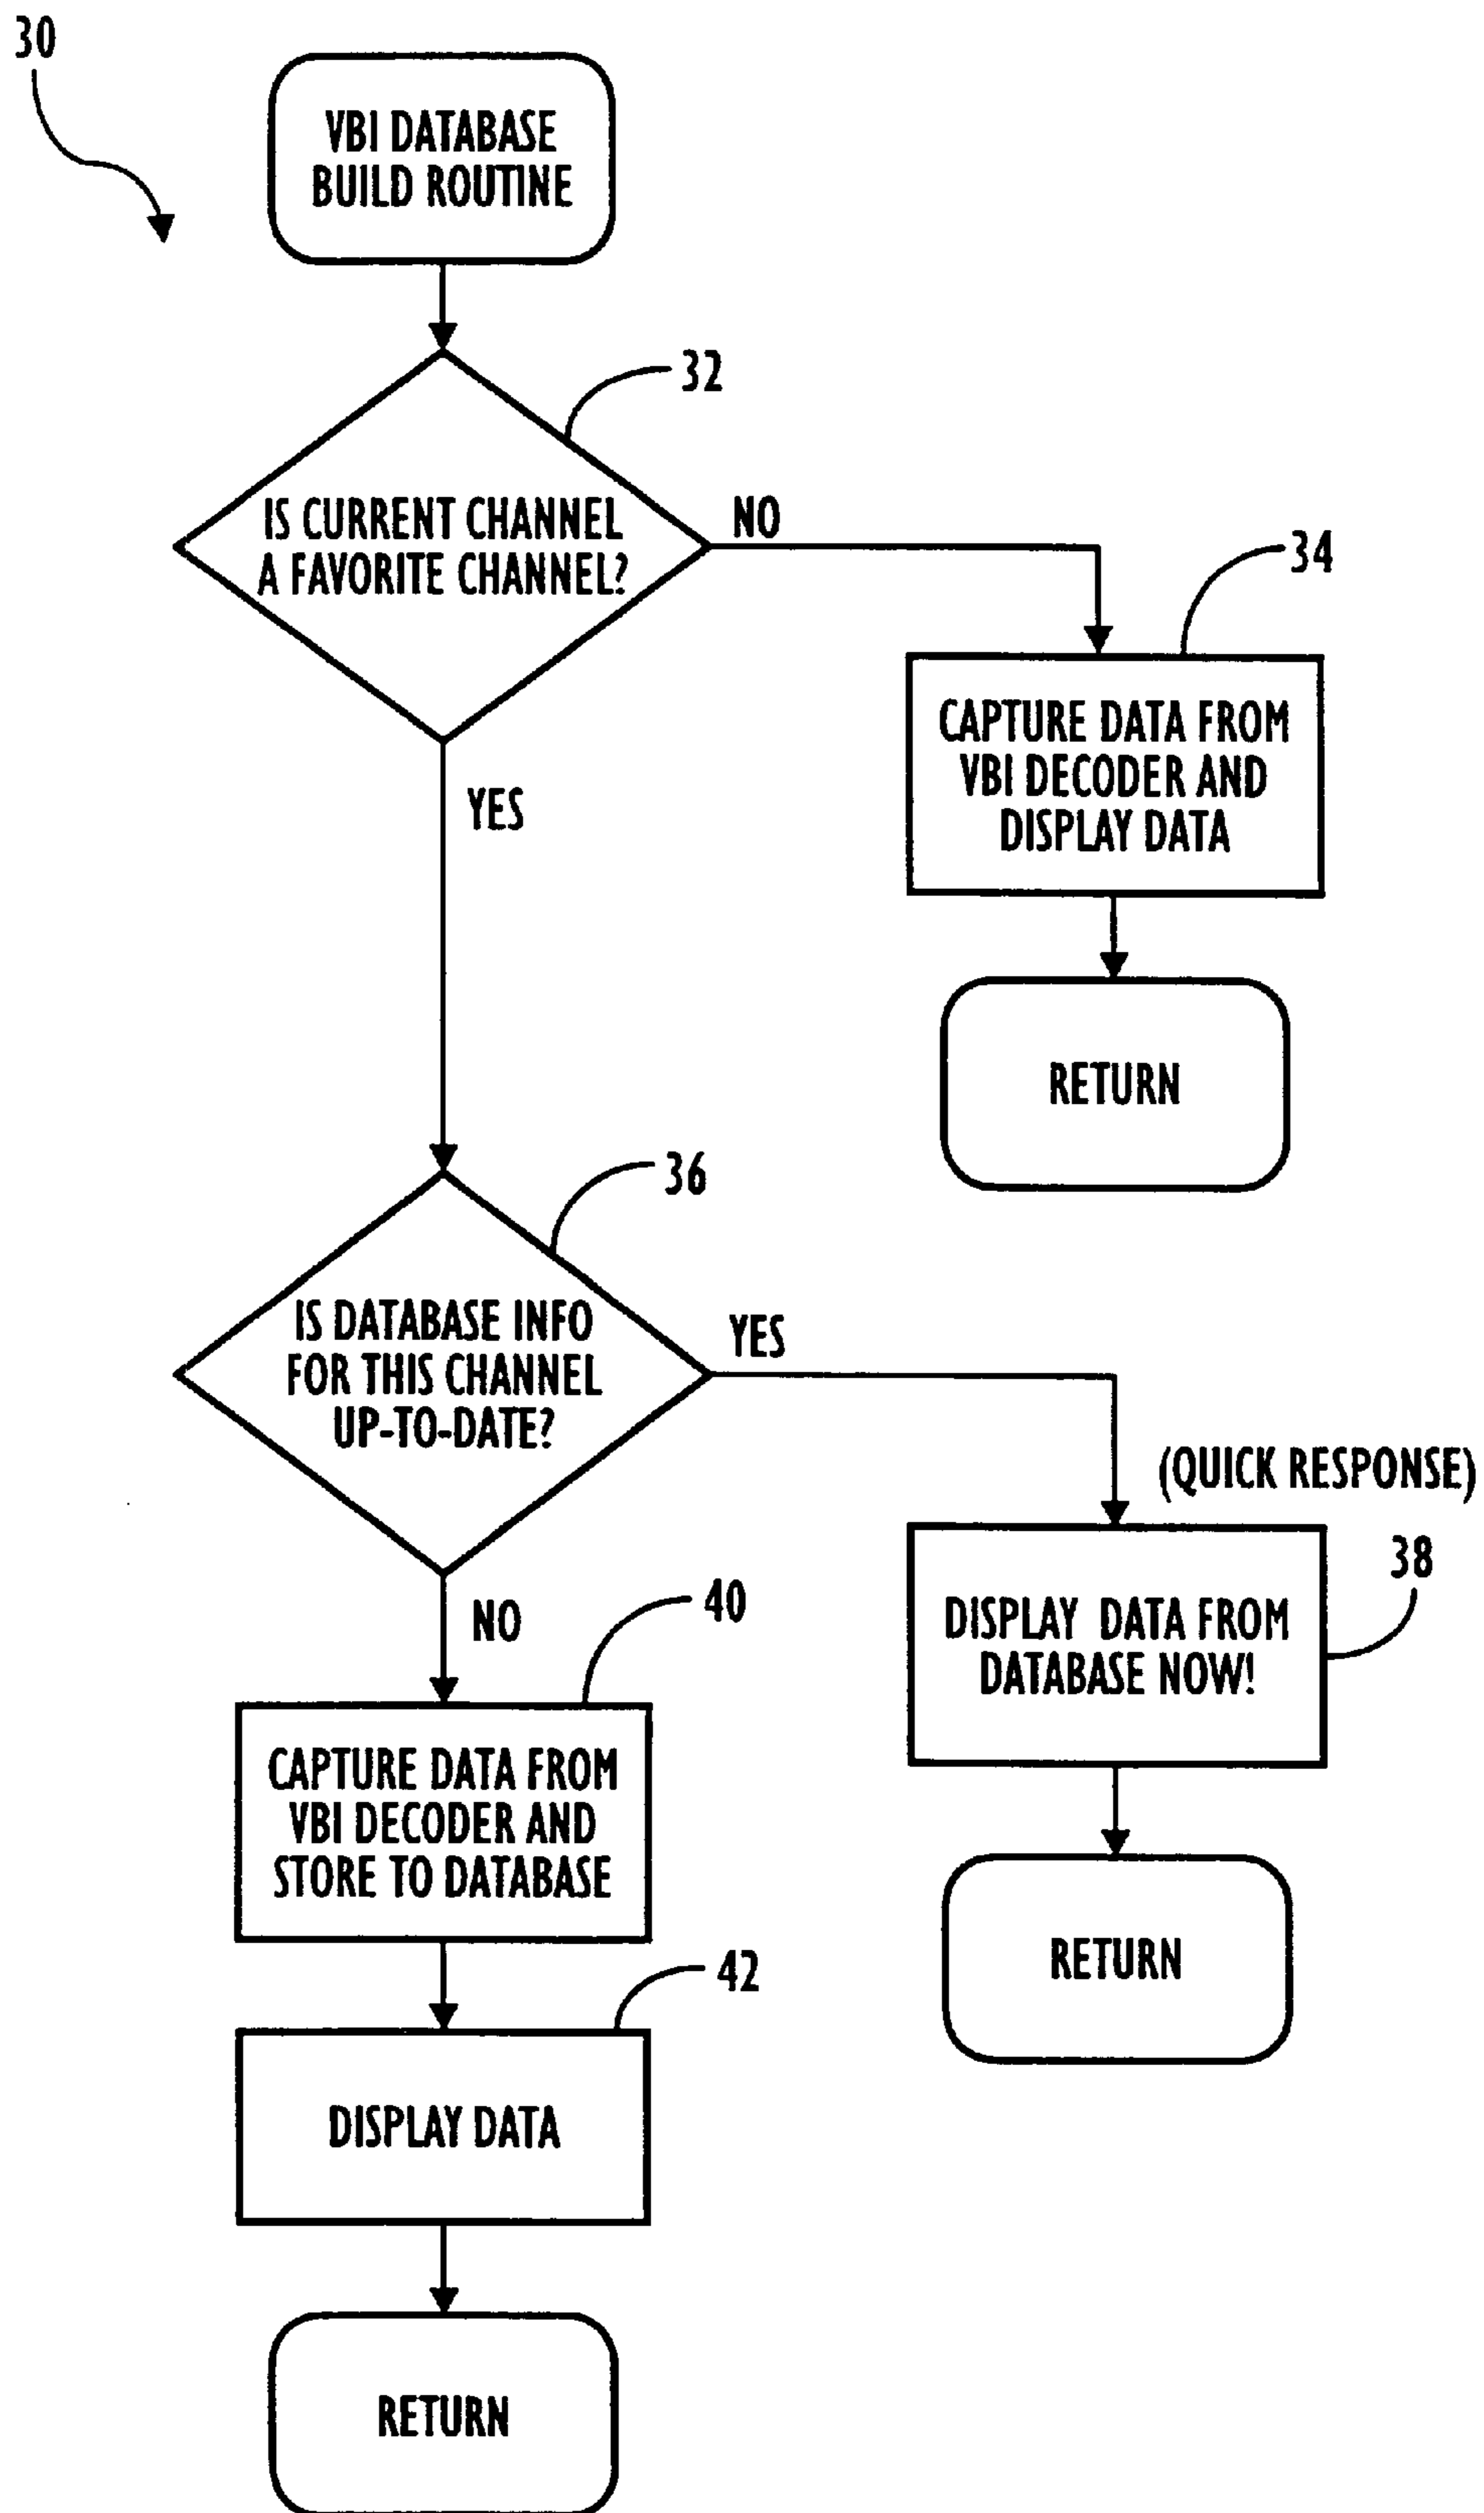 30
VBI DATABASE
BUILD ROUTINE
32
IS CURRENT CHANNEL
A FAVORITE CHANNEL?
NO
34
CAPTURE DATA FROM
VBI DECODER AND
DISPLAY DATA
YES
RETURN
36
IS DATABASE INFO
FOR THIS CHANNEL
UP-TO-DATE?
YES
(QUICK RESPONSE)
38
DISPLAY DATA FROM
DATABASE NOW!
NO
40
CAPTURE DATA FROM
VBI DECODER AND
STORE TO DATABASE
RETURN
42
DISPLAY DATA
RETURN